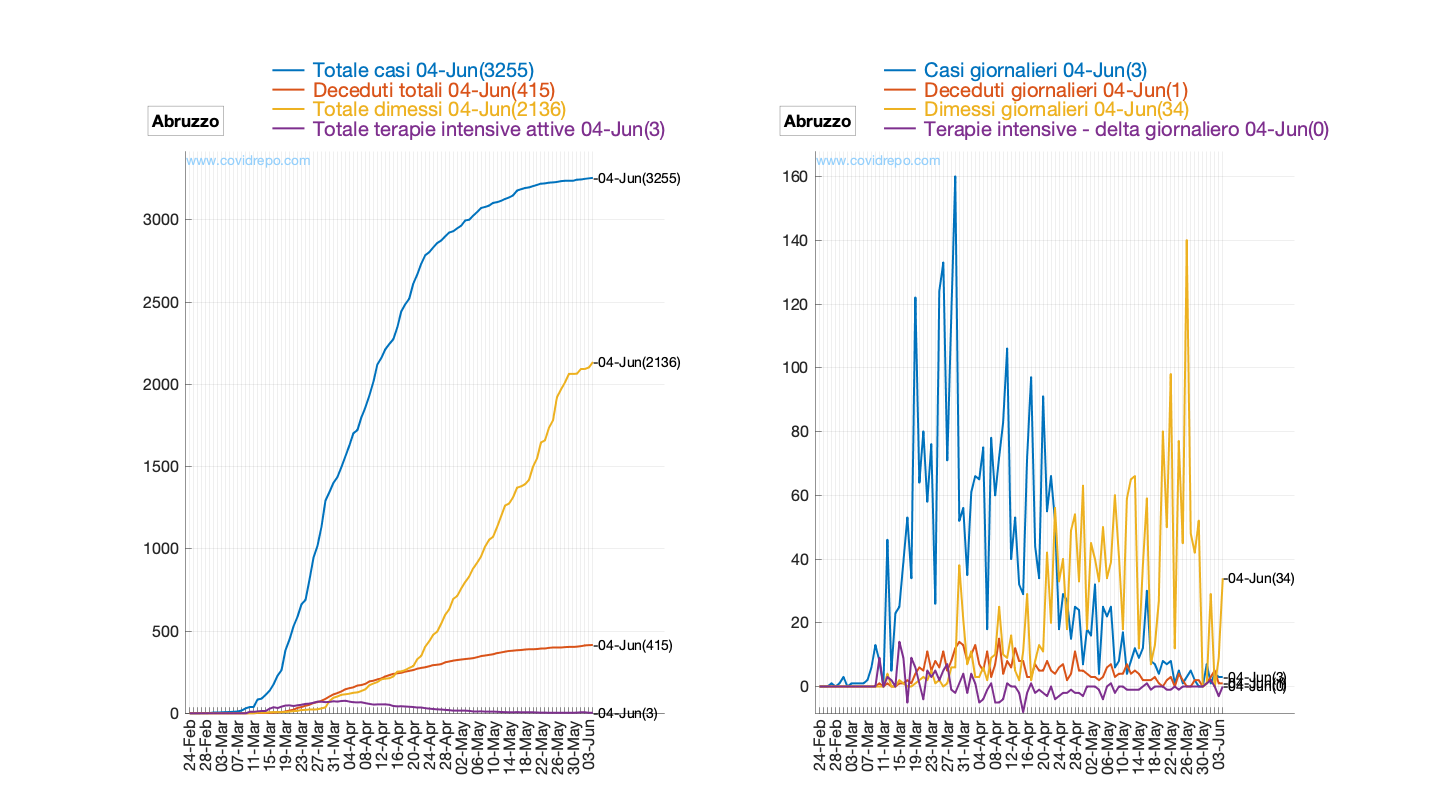 Totale casi 04-Jun(3255)
Deceduti totali 04-Jun(415)
Totale dimessi 04-Jun(2136)
Totale terapie intensive attive 04-Jun(3)
Abruzzo
www.covidrepo.com
3000
2500
2000
1500
1000
500
0
04-Jun(3255)
04-Jun(2136)
04-Jun(415)
04-Jun(3)
24-Feb
28-Feb
03-Mar
07-Mar
11-Mar
15-Mar
19-Mar
23-Mar
27-Mar
31-Mar
04-Apr
08-Apr
12-Apr
16-Apr
20-Apr
24-Apr
28-Apr
02-May
06-May
10-May
14-May
18-May
22-May
26-May
30-May
03-Jun
Casi giornalieri 04-Jun(3)
Deceduti giornalieri 04-Jun(1)
Dimessi giornalieri 04-Jun(34)
Terapie intensive - delta giornaliero 04-Jun(0)
Abruzzo
www.covidrepo.com
160
140
120
100
80
60
40
20
0
04-Jun(34)
04-Jun(3)
04-Jun(1)
04-Jun(0)
24-Feb
28-Feb
03-Mar
07-Mar
11-Mar
15-Mar
19-Mar
23-Mar
27-Mar
31-Mar
04-Apr
08-Apr
12-Apr
16-Apr
20-Apr
24-Apr
28-Apr
02-May
06-May
10-May
14-May
18-May
22-May
26-May
30-May
03-Jun